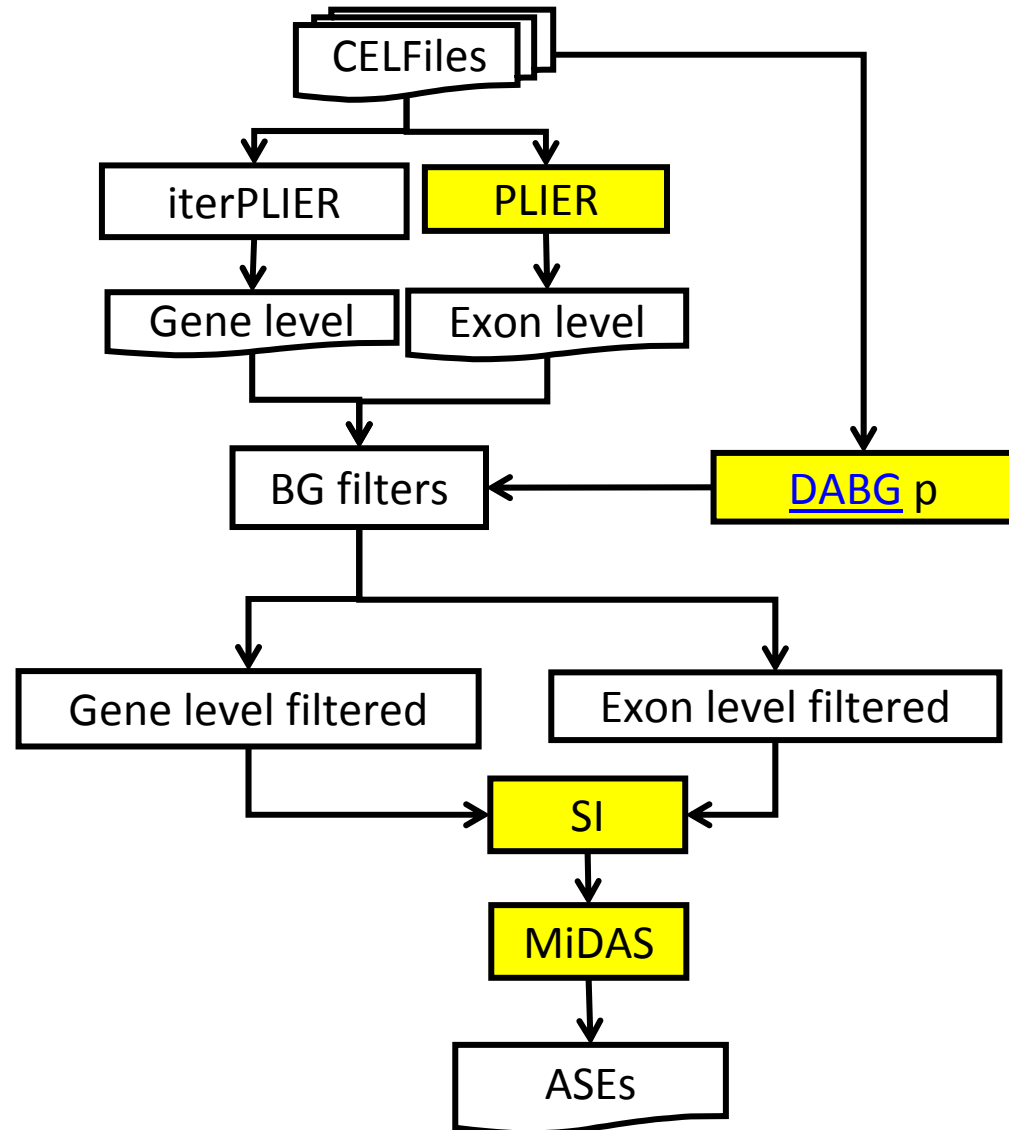 CELFiles
iterPLIER
PLIER
Gene level
Exon level
BG filters
DABG p
Gene level filtered
Exon level filtered
SI
MiDAS
ASEs